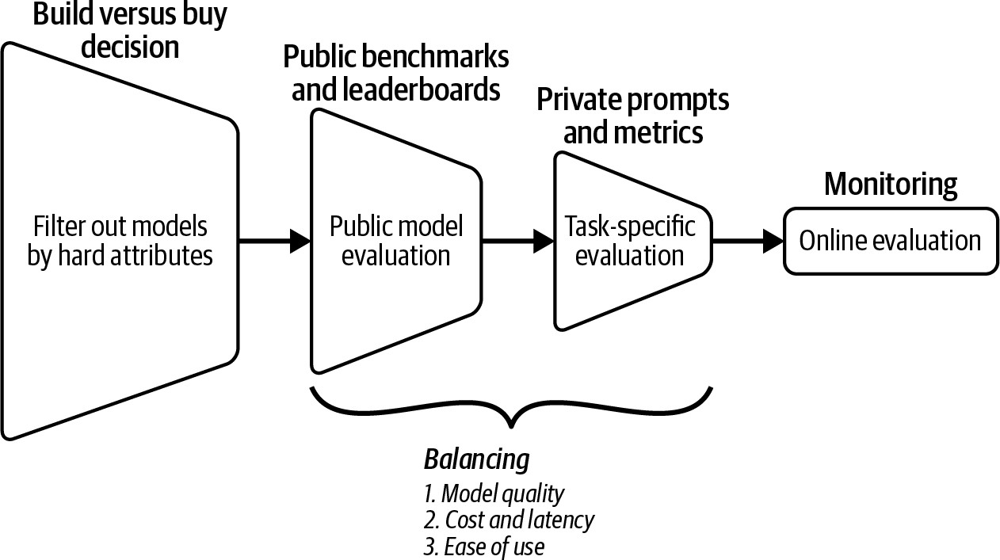 Build versus buy
decision
Filter out models
by hard attributes
Public benchmarks
and leaderboards
Public model
evaluation
Private prompts
and metrics
Task-specific
evaluation
Monitoring
Online evaluation
Balancing
1. Model quality
2. Cost and latency
3. Ease of use